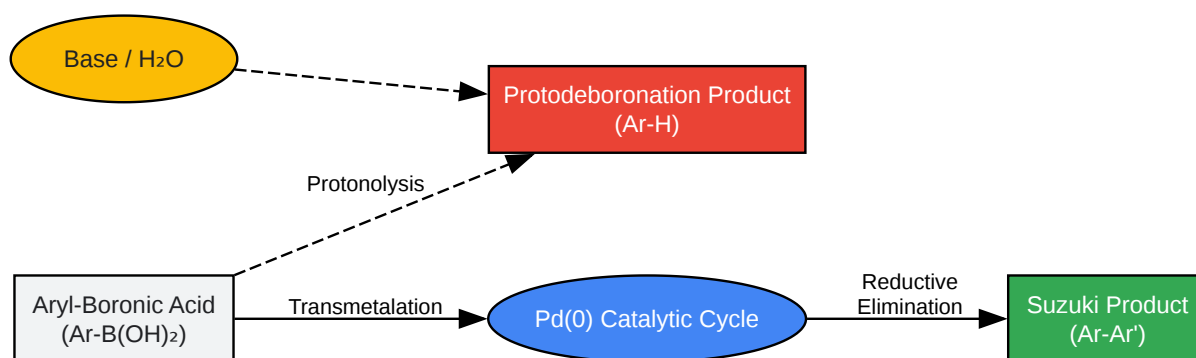 Base / H₂O
Protodeboronation Product
(Ar-H)
Protonolysis
Aryl-Boronic Acid
(Ar-B(OH)₂)
Transmetalation
Pd(0) Catalytic Cycle
Reductive
Elimination
Suzuki Product
(Ar-Ar')